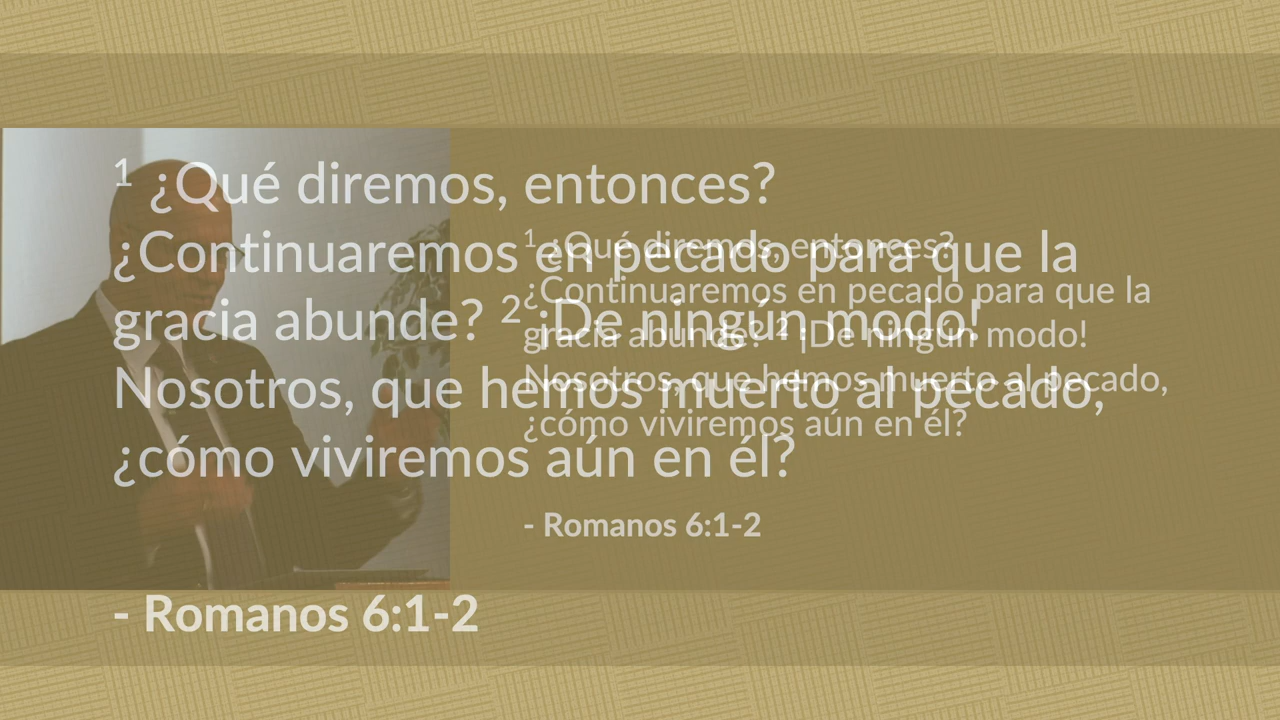 1 ¿Qué diremos, entonces?
¿Continuaremos en pecado para que la
gracia abunde? 2 ¡De ningún modo!
Nosotros, que hemos muerto al pecado,
¿cómo viviremos aún en él?
- Romanos 6:1-2
1 ¿Qué diremos, entonces?
¿Continuaremos en pecado para que la
gracia abunde? 2 ¡De ningún modo!
Nosotros, que hemos muerto al pecado,
¿cómo viviremos aún en él?
- Romanos 6:1-2